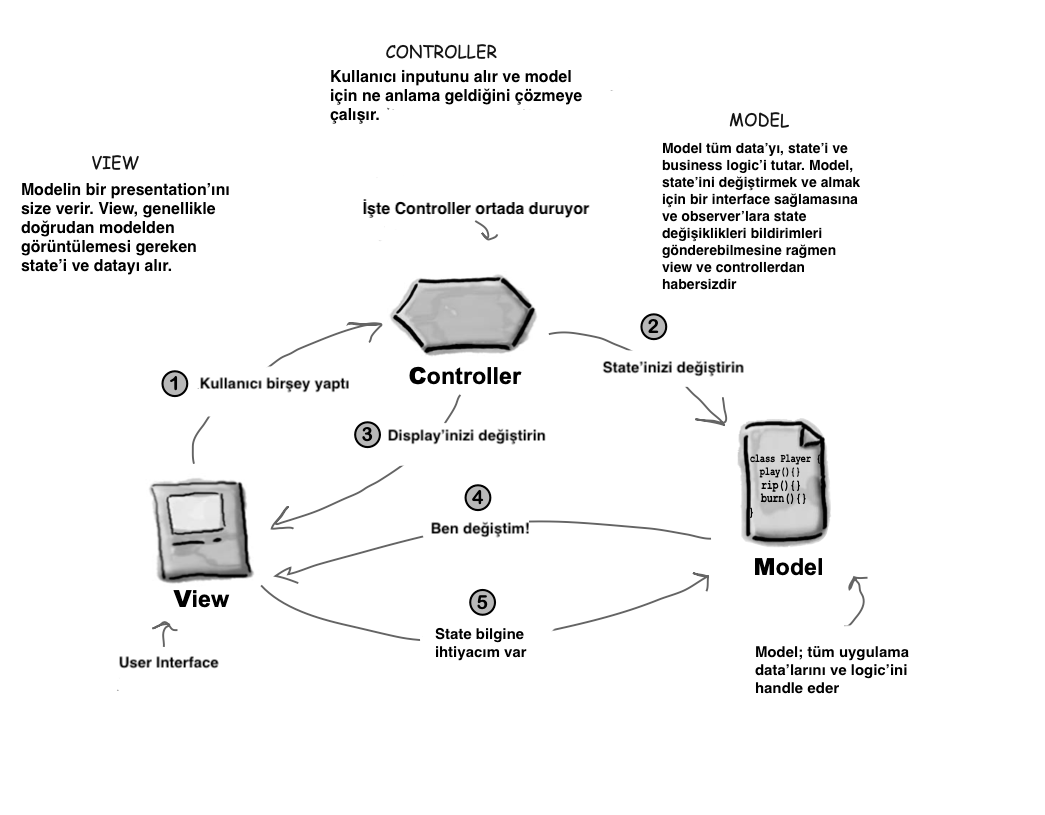 CONTROLLER
Kullanıcı inputunu alır ve model
için ne anlama geldiğini çözmeye
çalışır.
MODEL
Model tüm data’yı, state’i ve
business logic’i tutar. Model,
state’ini değiştirmek ve almak
için bir interface sağlamasına
ve observer’lara state
değişiklikleri bildirimleri
gönderebilmesine rağmen
view ve controllerdan
habersizdir
VIEW
Modelin bir presentation’ını
size verir. View, genellikle
doğrudan modelden
görüntülemesi gereken
state’i ve datayı alır.
İşte Controller ortada duruyor
Controller
1 Kullanıcı birşey yaptı
2
State’inizi değiştirin
3 Display’inizi değiştirin
class Player {
play(){}
rip(){}
burn(){}
}
Model
4
Ben değiştim!
View
5
State bilgine
ihtiyacım var
User Interface
Model; tüm uygulama
data’larını ve logic’ini
handle eder